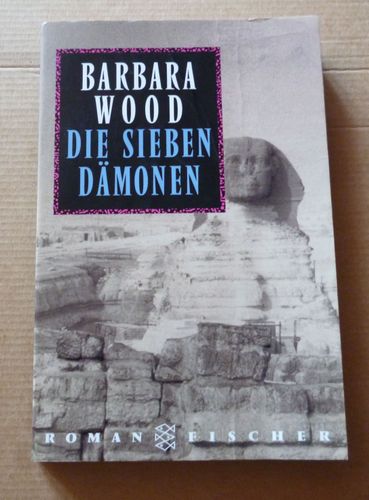 BARBARA
WOOD
DIE SIEBEN
DÄMONEN
ROMAN FISCHER